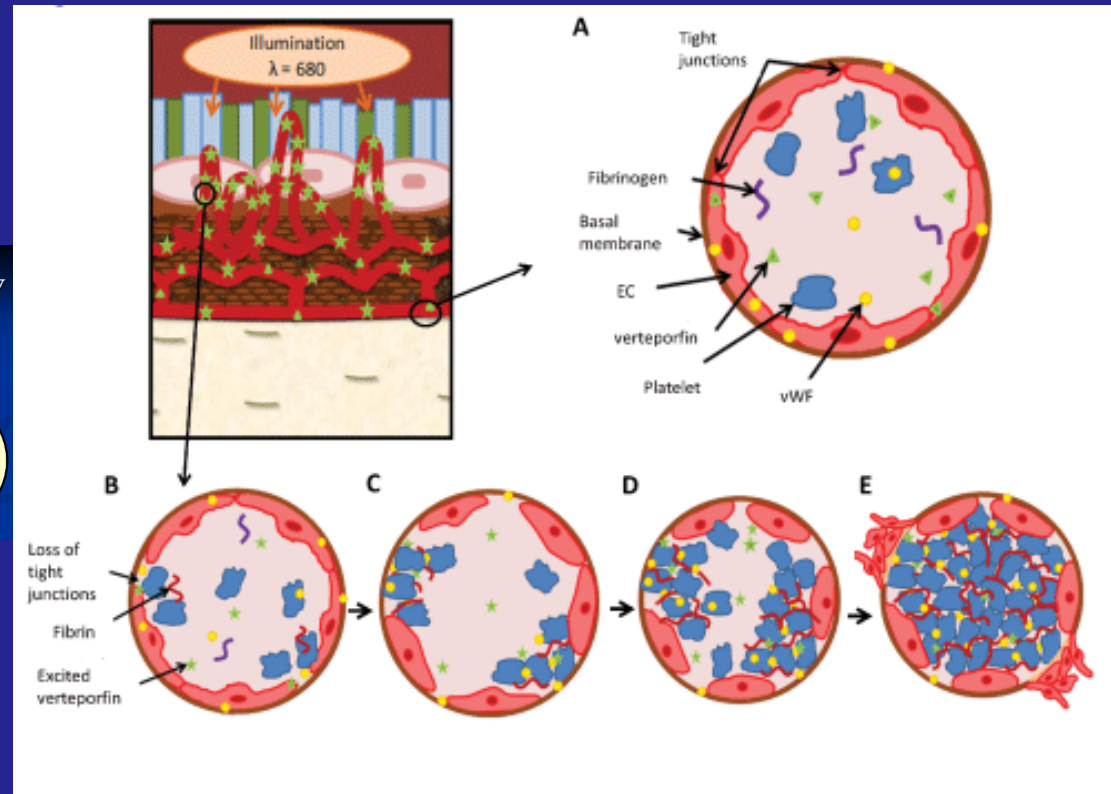 Illumination
λ = 680
A
Tight
junctions
Fibrinogen
Basal
membrane
EC
verteporfin
Platelet
vWF
B
C
D
E
Loss of
tight
junctions
Fibrin
Excited
verteporfin